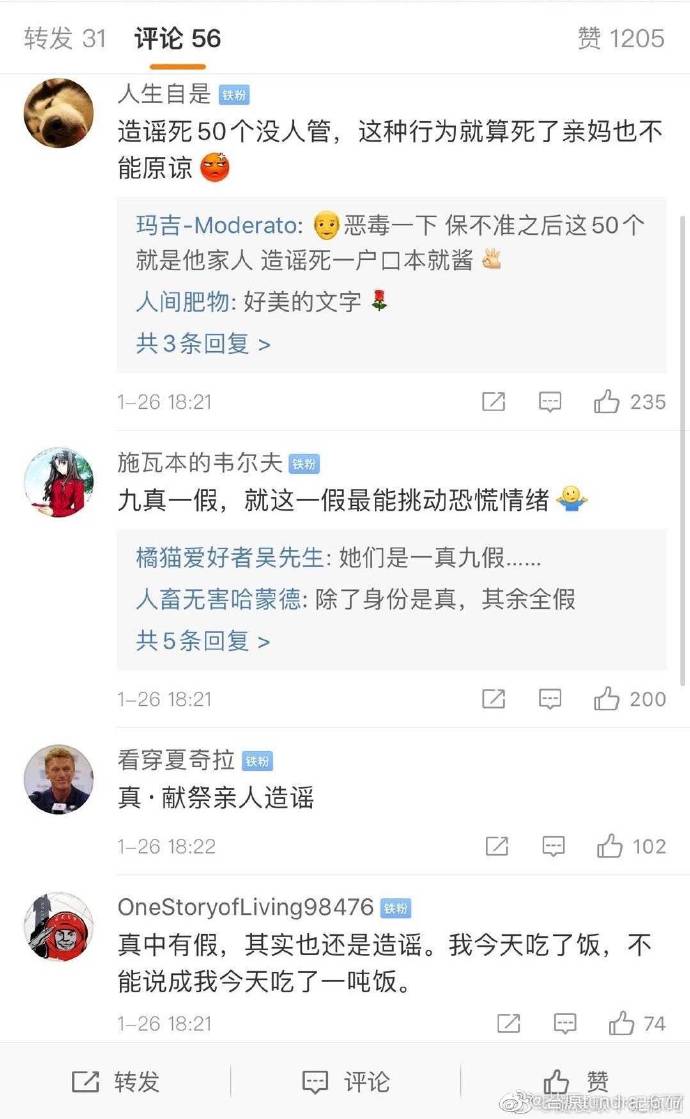 转发 31 评论 56 赞 1205
人生自是 铁粉
造谣死50个没人管，这种行为就算死了亲妈也不
能原谅😡
玛吉-Moderato: 👨‍🦲恶毒一下 保不准之后这50个
就是他家人 造谣死一户口本就酱👌🏻
人间肥物: 好美的文字🌹
共3条回复 >
1-26 18:21 235
施瓦本的韦尔夫 铁粉
九真一假，就这一假最能挑动恐慌情绪🤷
橘猫爱好者吴先生: 她们是一真九假……
人畜无害哈蒙德: 除了身份是真，其余全假
共5条回复 >
1-26 18:21 200
看穿夏奇拉 铁粉
真·献祭亲人造谣
1-26 18:22 102
OneStoryofLiving98476 铁粉
真中有假，其实也还是造谣。我今天吃了饭，不
能说成我今天吃了一吨饭。
1-26 18:21 74
转发 评论 赞